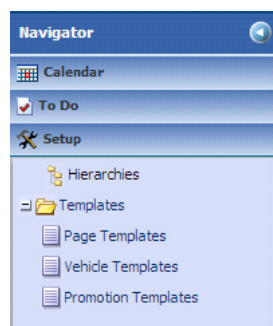 Navigator
Calendar
To Do
Setup
Hierarchies
Templates
Page Templates
Vehicle Templates
Promotion Templates